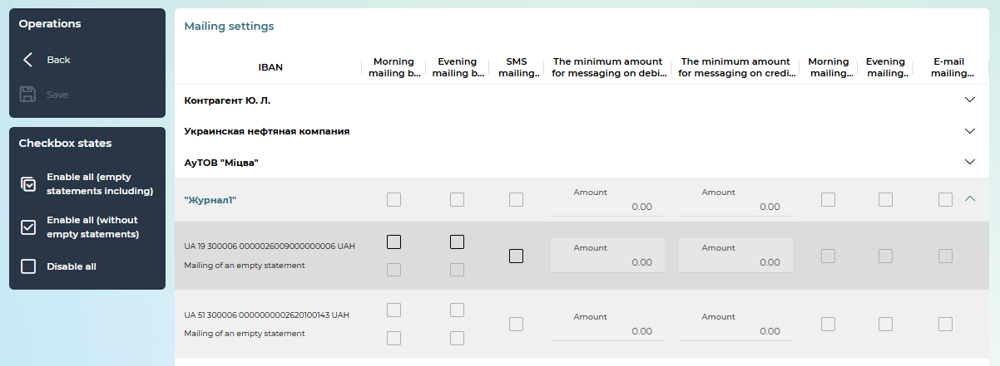 Operations
Back
Save
Checkbox states
Enable all (empty
statements including)
Enable all (without
empty statements)
Disable all
Mailing settings
IBAN
Morning
mailing b...
Evening
mailing b...
SMS
mailing..
The minimum amount
for messaging on debi...
The minimum amount
for messaging on credi...
Morning
mailing...
Evening
mailing..
E-mail
mailing...
Контрагент Ю. Л.
Украинская нефтяная компания
АуТОВ "Міцва"
"Журнал1"
Amount
0.00
Amount
0.00
UA 19 300006 0000026009000000006 UAH
Mailing of an empty statement
Amount
0.00
Amount
0.00
UA 51 300006 0000000002620100143 UAH
Mailing of an empty statement
Amount
0.00
Amount
0.00